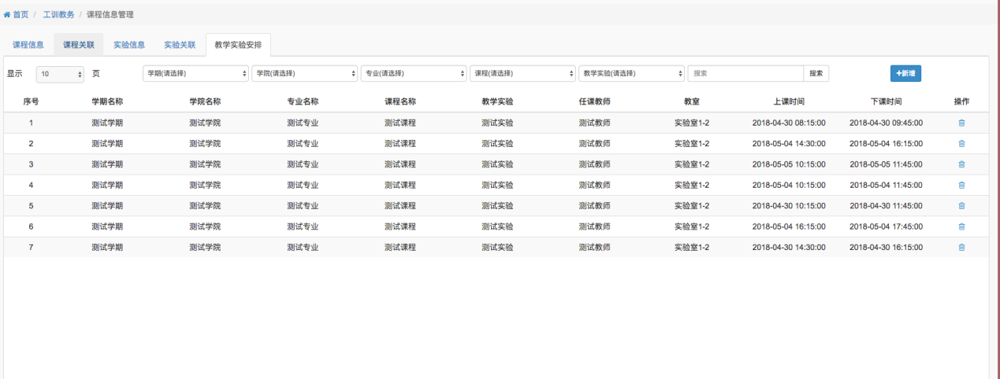 首页 / 工训教务 / 课程信息管理
课程信息 课程关联 实验信息 实验关联 教学实验安排
显示 10 页 学期(请选择) 学院(请选择) 专业(请选择) 课程(请选择) 教学实验(请选择) 搜索 搜索 +新增
序号 学期名称 学院名称 专业名称 课程名称 教学实验 任课教师 教室 上课时间 下课时间 操作
1 测试学期 测试学院 测试专业 测试课程 测试实验 测试教师 实验室1-2 2018-04-30 08:15:00 2018-04-30 09:45:00
2 测试学期 测试学院 测试专业 测试课程 测试实验 测试教师 实验室1-2 2018-05-04 14:30:00 2018-05-04 16:15:00
3 测试学期 测试学院 测试专业 测试课程 测试实验 测试教师 实验室1-2 2018-05-05 10:15:00 2018-05-05 11:45:00
4 测试学期 测试学院 测试专业 测试课程 测试实验 测试教师 实验室1-2 2018-05-04 10:15:00 2018-05-04 11:45:00
5 测试学期 测试学院 测试专业 测试课程 测试实验 测试教师 实验室1-2 2018-04-30 10:15:00 2018-04-30 11:45:00
6 测试学期 测试学院 测试专业 测试课程 测试实验 测试教师 实验室1-2 2018-05-04 16:15:00 2018-05-04 17:45:00
7 测试学期 测试学院 测试专业 测试课程 测试实验 测试教师 实验室1-2 2018-04-30 14:30:00 2018-04-30 16:15:00